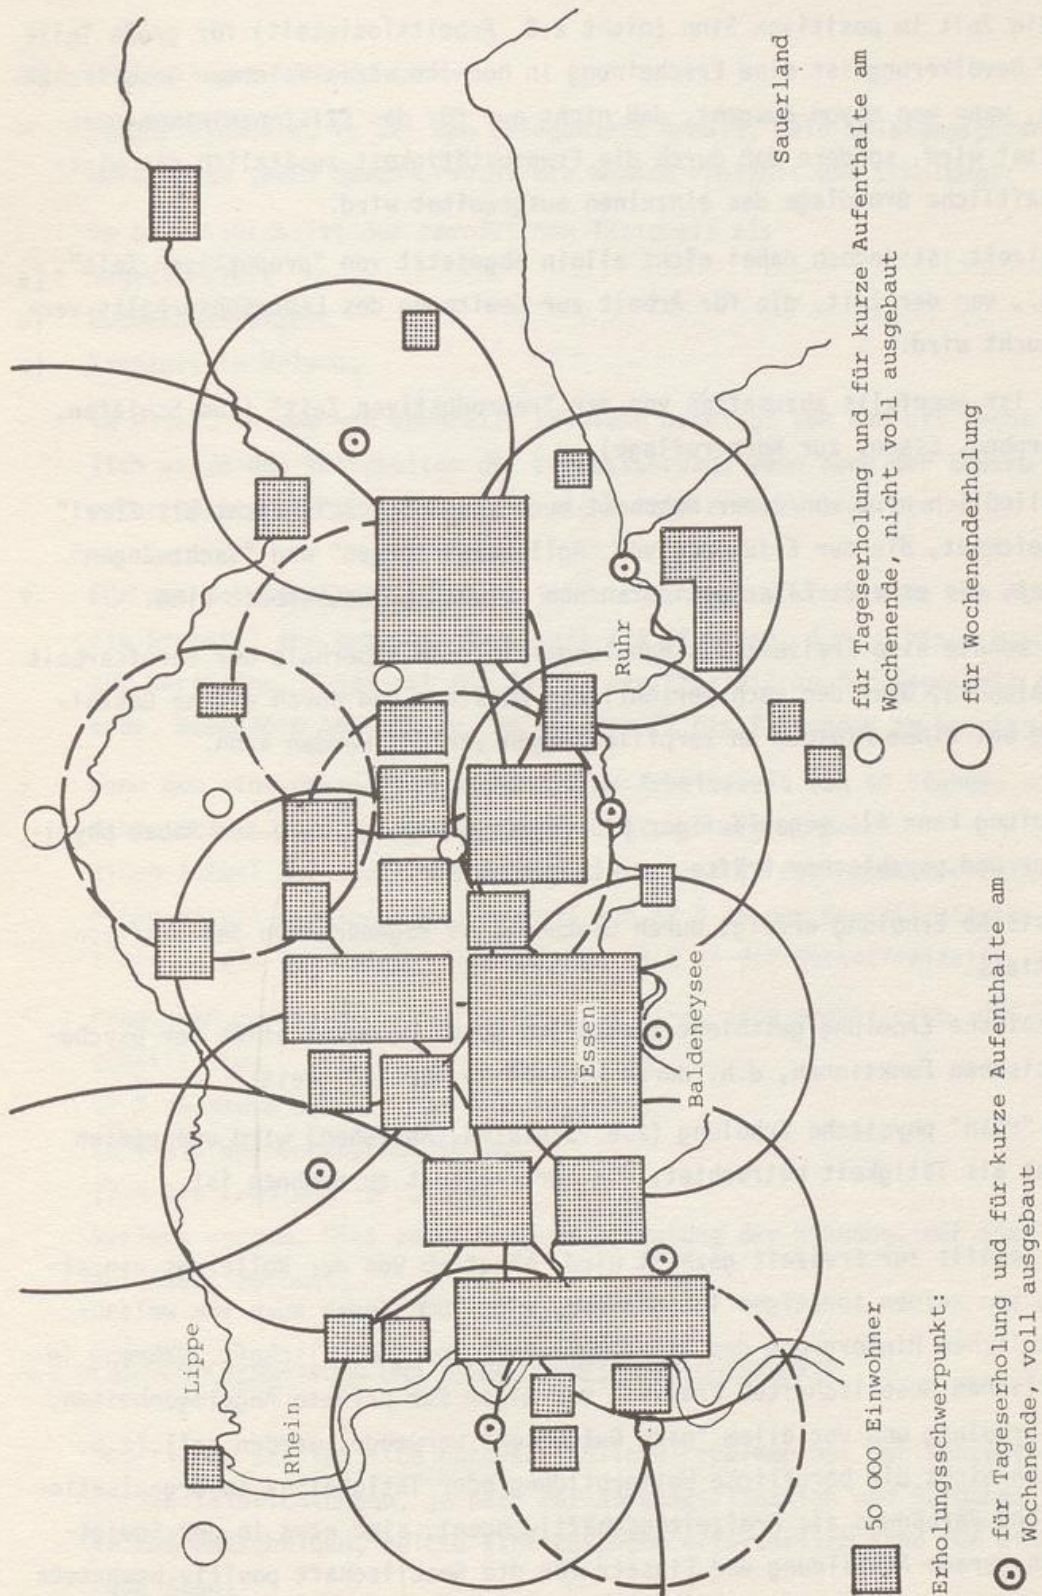 Sauerland
Ruhr
Lippe
Rhein
Essen
Baldeneysee
50 000 Einwohner
Erholungsschwerpunkt:
für Tageserholung und für kurze Aufenthalte am
Wochenende, voll ausgebaut
für Tageserholung und für kurze Aufenthalte am
Wochenende, nicht voll ausgebaut
für Wochenenderholung